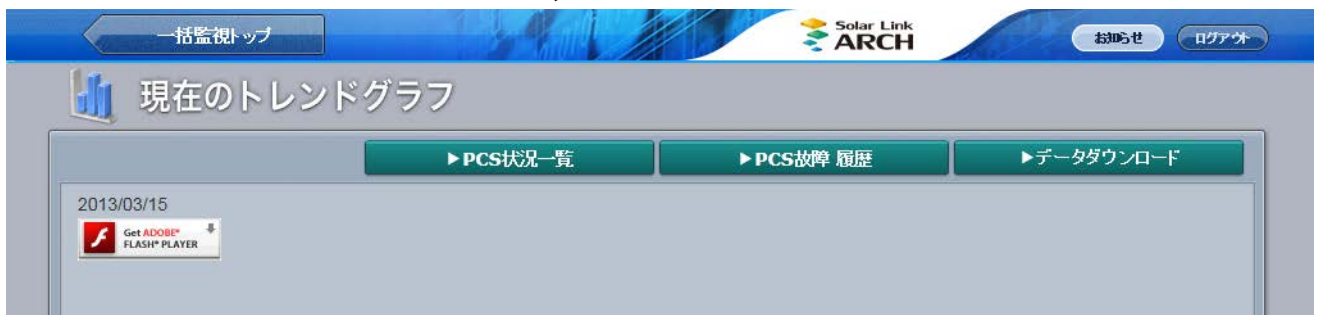 一括監視トップ
Solar Link
ARCH
お知らせ
ログアウト
現在のトレンドグラフ
▶PCS状況一覧
▶PCS故障 履歴
▶データダウンロード
2013/03/15
Get ADOBE®
FLASH® PLAYER